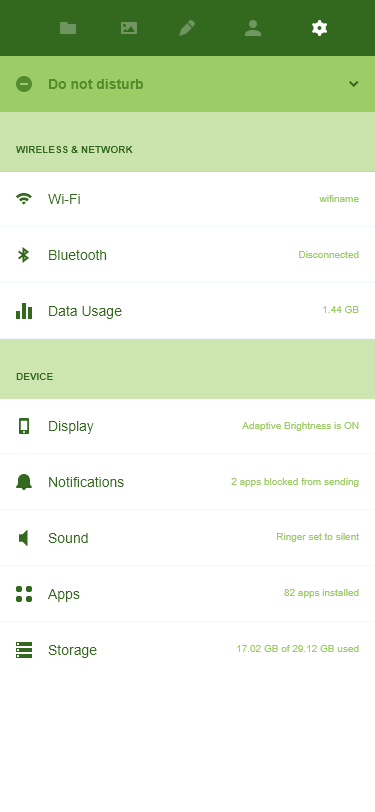 Do not disturb
WIRELESS & NETWORK
Wi-Fi wifiname
Bluetooth Disconnected
Data Usage 1.44 GB
DEVICE
Display Adaptive Brightness is ON
Notifications 2 apps blocked from sending
Sound Ringer set to silent
Apps 82 apps installed
Storage 17.02 GB of 29.12 GB used